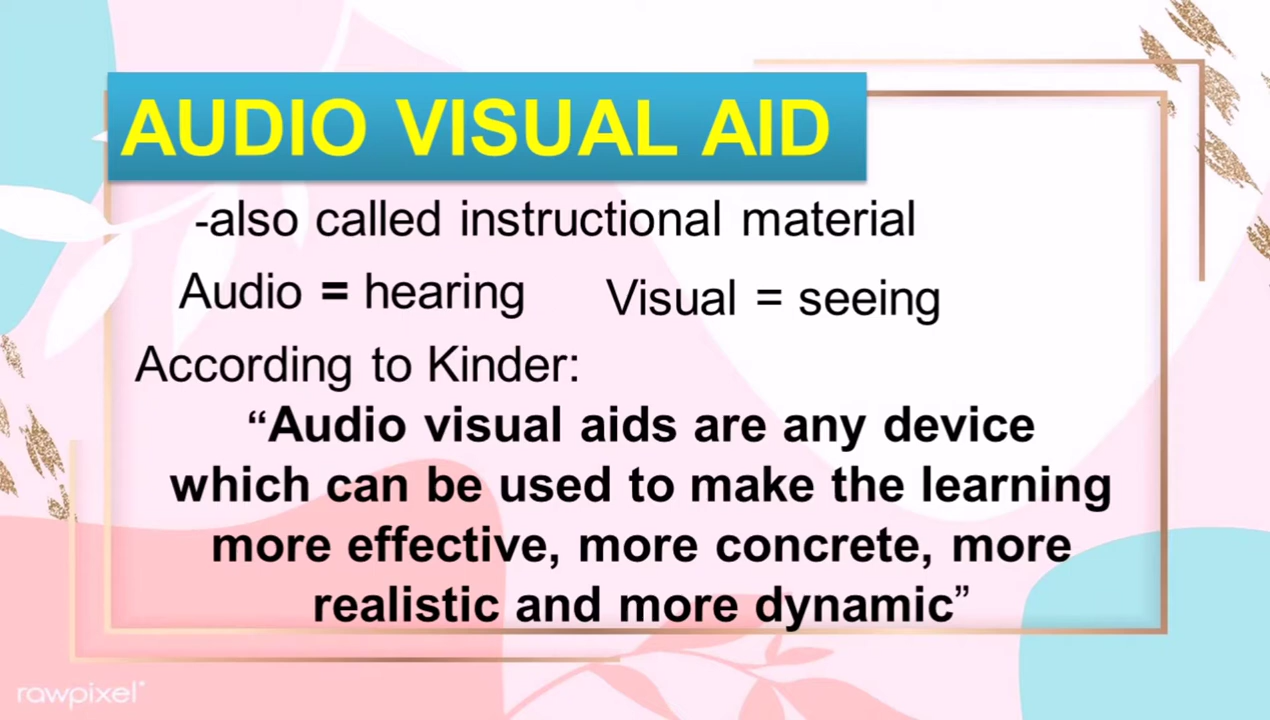 AUDIO VISUAL AID
-also called instructional material
Audio = hearing Visual = seeing
According to Kinder:
“Audio visual aids are any device
which can be used to make the learning
more effective, more concrete, more
realistic and more dynamic”
rawpixel